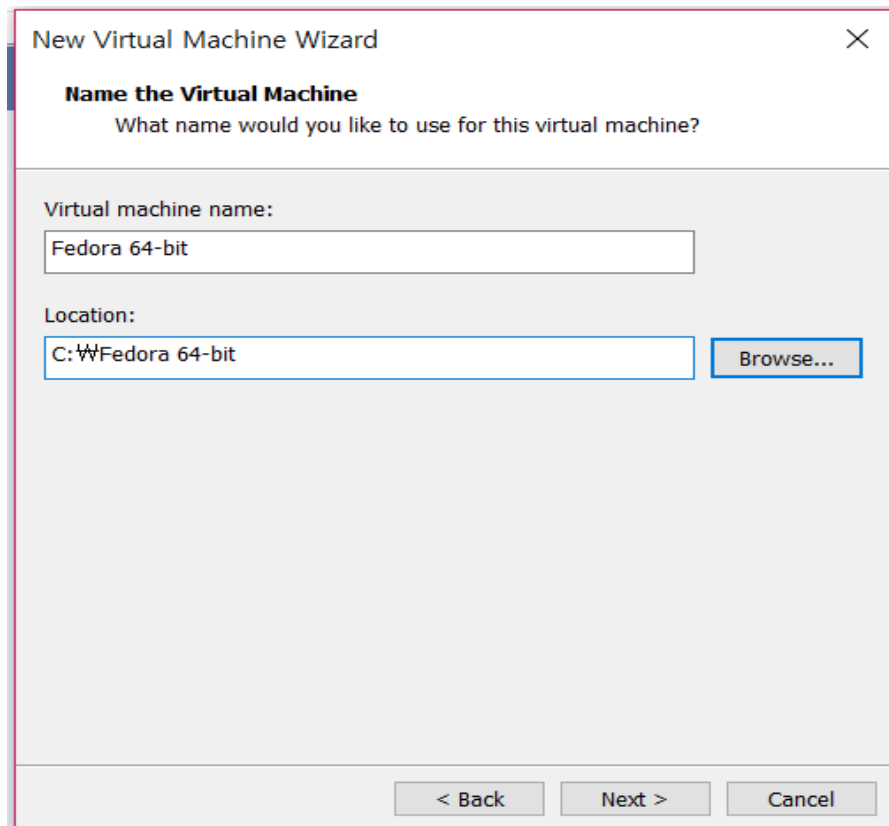 New Virtual Machine Wizard
Name the Virtual Machine
What name would you like to use for this virtual machine?
Virtual machine name:
Fedora 64-bit
Location:
C:₩Fedora 64-bit
Browse...
< Back Next > Cancel